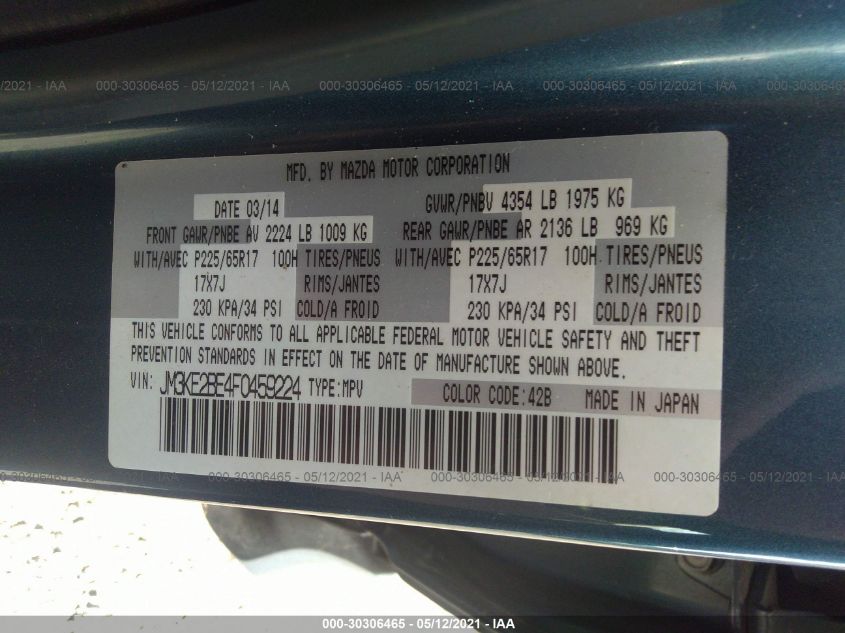 - 05/12/2021 - IAA 000-30306465 - 05/12/2021 - IAA 000-30306465 - 05/12/2021 - IAA 000-30306465 -
MFD. BY MAZDA MOTOR CORPORATION
DATE 03/14 GVWR/PNBV 4354 LB 1975 KG
FRONT GAWR/PNBE AV 2224 LB 1009 KG REAR GAWR/PNBE AR 2136 LB 969 KG
WITH/AVEC P225/65R17 100H TIRES/PNEUS WITH/AVEC P225/65R17 100H TIRES/PNEUS
17X7J RIMS/JANTES 17X7J RIMS/JANTES
230 KPA/34 PSI COLD/A FROID 230 KPA/34 PSI COLD/A FROID
THIS VEHICLE CONFORMS TO ALL APPLICABLE FEDERAL MOTOR VEHICLE SAFETY AND THEFT
PREVENTION STANDARDS IN EFFECT ON THE DATE OF MANUFACTURE SHOWN ABOVE.
VIN: JM3KE2BE4F0459224 TYPE:MPV COLOR CODE:42B MADE IN JAPAN
000-30306465 - 05/12/2021 - IAA 000-30306465 - 05/12/2021 - IAA 000-30306465 - 05/12/2021 - IAA 000-30306465 - 05/12/2021 - IAA
000-30306465 - 05/12/2021 - IAA